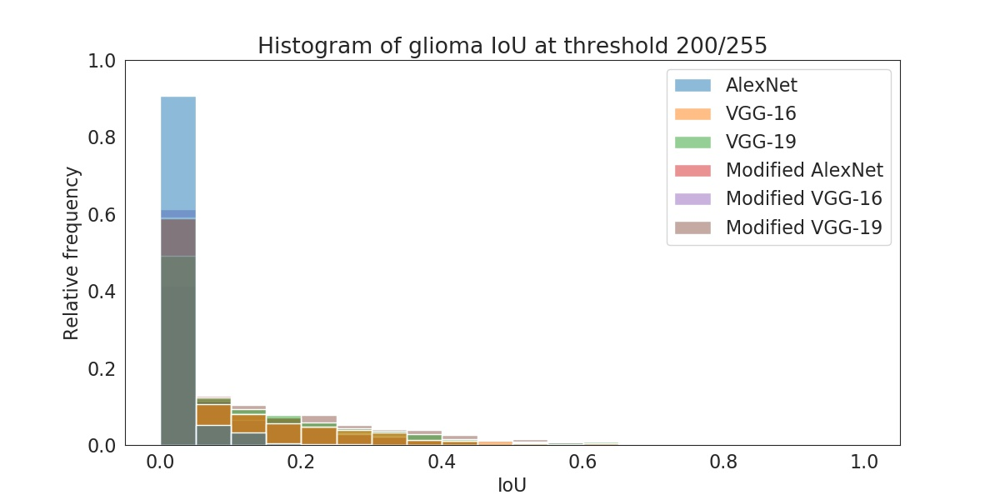 Histogram of glioma IoU at threshold 200/255
1.0
0.8
0.6
0.4
0.2
0.0
Relative frequency
AlexNet
VGG-16
VGG-19
Modified AlexNet
Modified VGG-16
Modified VGG-19
0.0 0.2 0.4 0.6 0.8 1.0
IoU